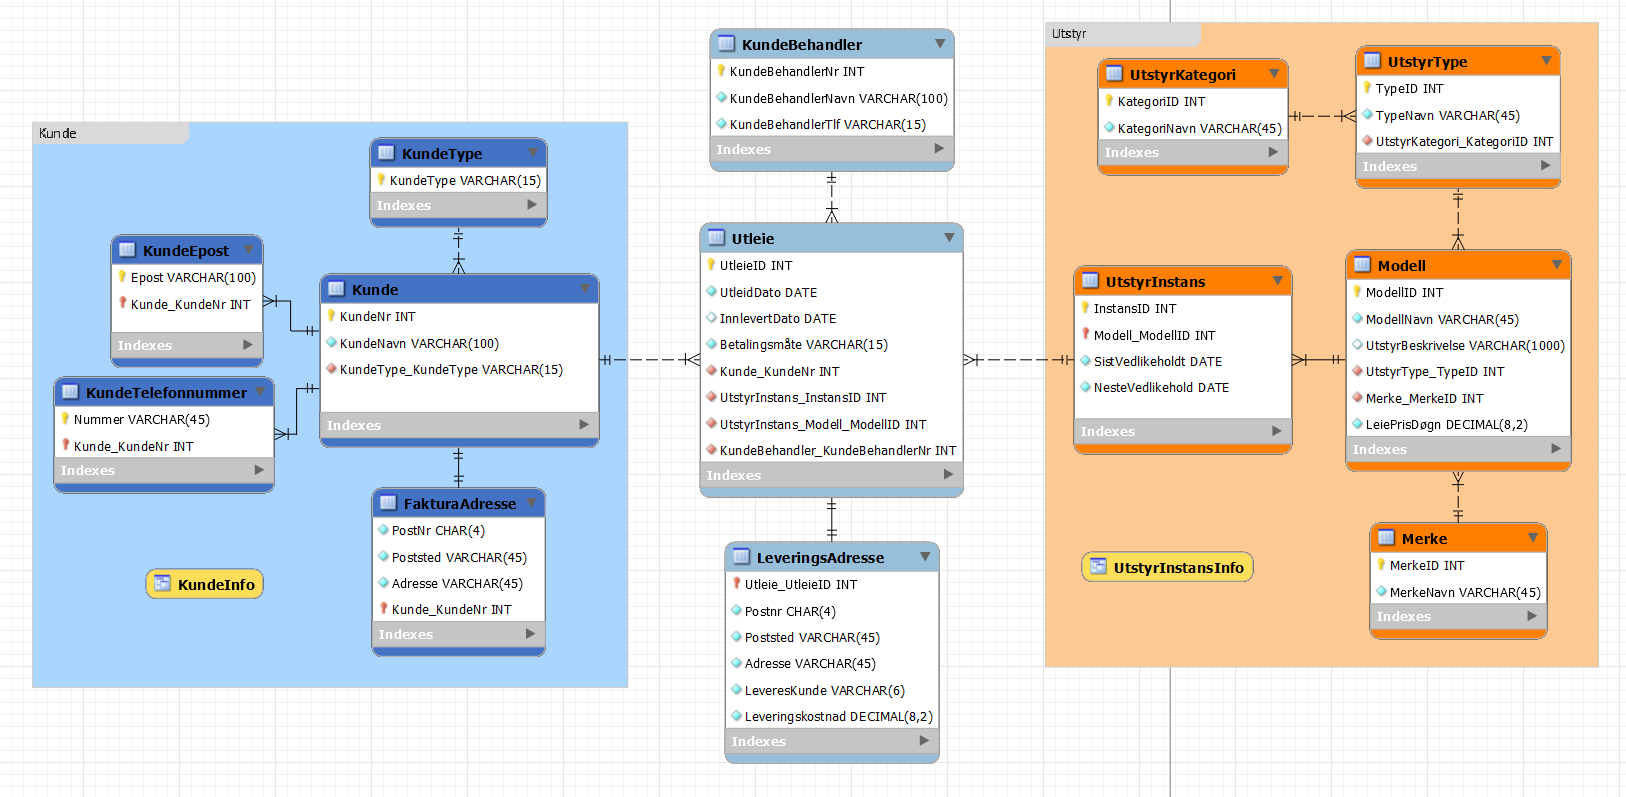 Kunde
KundeType
KundeType VARCHAR(15)
Indexes
KundeEpost
Epost VARCHAR(100)
Kunde_KundeNr INT
Indexes
Kunde
KundeNr INT
KundeNavn VARCHAR(100)
KundeType_KundeType VARCHAR(15)
Indexes
KundeTelefonnummer
Nummer VARCHAR(45)
Kunde_KundeNr INT
Indexes
FakturaAdresse
PostNr CHAR(4)
Poststed VARCHAR(45)
Adresse VARCHAR(45)
Kunde_KundeNr INT
Indexes
KundeInfo
KundeBehandler
KundeBehandlerNr INT
KundeBehandlerNavn VARCHAR(100)
KundeBehandlerTlf VARCHAR(15)
Indexes
Utleie
UtleieID INT
UtleidDato DATE
InnlevertDato DATE
Betalingsmåte VARCHAR(15)
Kunde_KundeNr INT
UtstyrInstans_InstansID INT
UtstyrInstans_Modell_ModellID INT
KundeBehandler_KundeBehandlerNr INT
Indexes
LeveringsAdresse
Utleie_UtleieID INT
Postnr CHAR(4)
Poststed VARCHAR(45)
Adresse VARCHAR(45)
LeveresKunde VARCHAR(6)
Leveringskostnad DECIMAL(8,2)
Indexes
Utstyr
UtstyrKategori
KategoriID INT
KategoriNavn VARCHAR(45)
Indexes
UtstyrType
TypeID INT
TypeNavn VARCHAR(45)
UtstyrKategori_KategoriID INT
Indexes
UtstyrInstans
InstansID INT
Modell_ModellID INT
SistVedlikeholdt DATE
NesteVedlikehold DATE
Indexes
Modell
ModellID INT
ModellNavn VARCHAR(45)
UtstyrBeskrivelse VARCHAR(1000)
UtstyrType_TypeID INT
Merke_MerkeID INT
LeiePrisDøgn DECIMAL(8,2)
Indexes
Merke
MerkeID INT
MerkeNavn VARCHAR(45)
Indexes
UtstyrInstansInfo